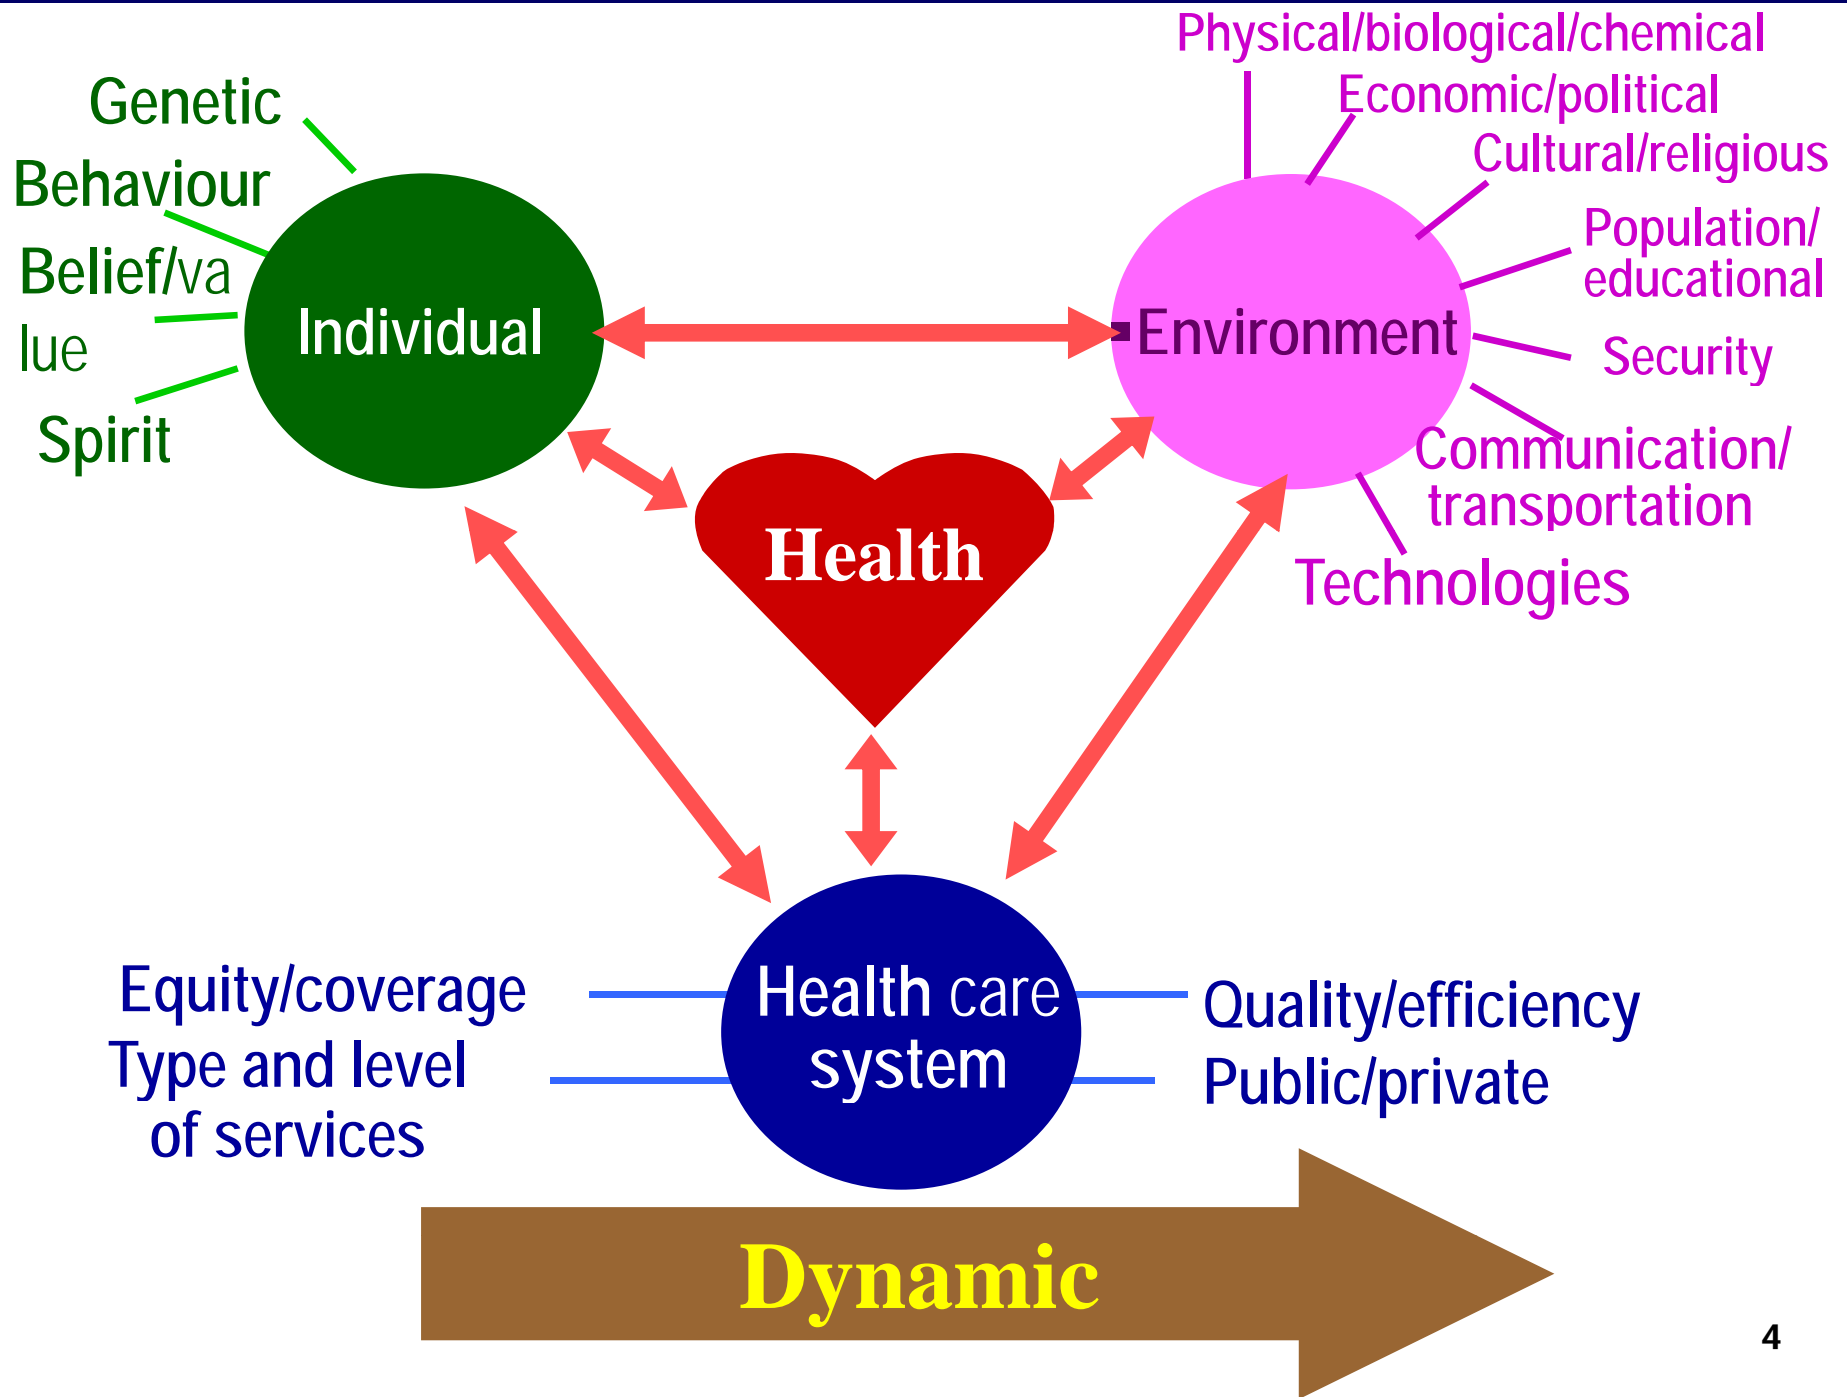 Physical/biological/chemical
Economic/political
Cultural/religious
Population/
educational
Security
Communication/
transportation
Technologies
Genetic
Behaviour
Belief/va
lue
Spirit
Individual
Environment
Health
Health care
system
Equity/coverage
Type and level
of services
Quality/efficiency
Public/private
Dynamic
4